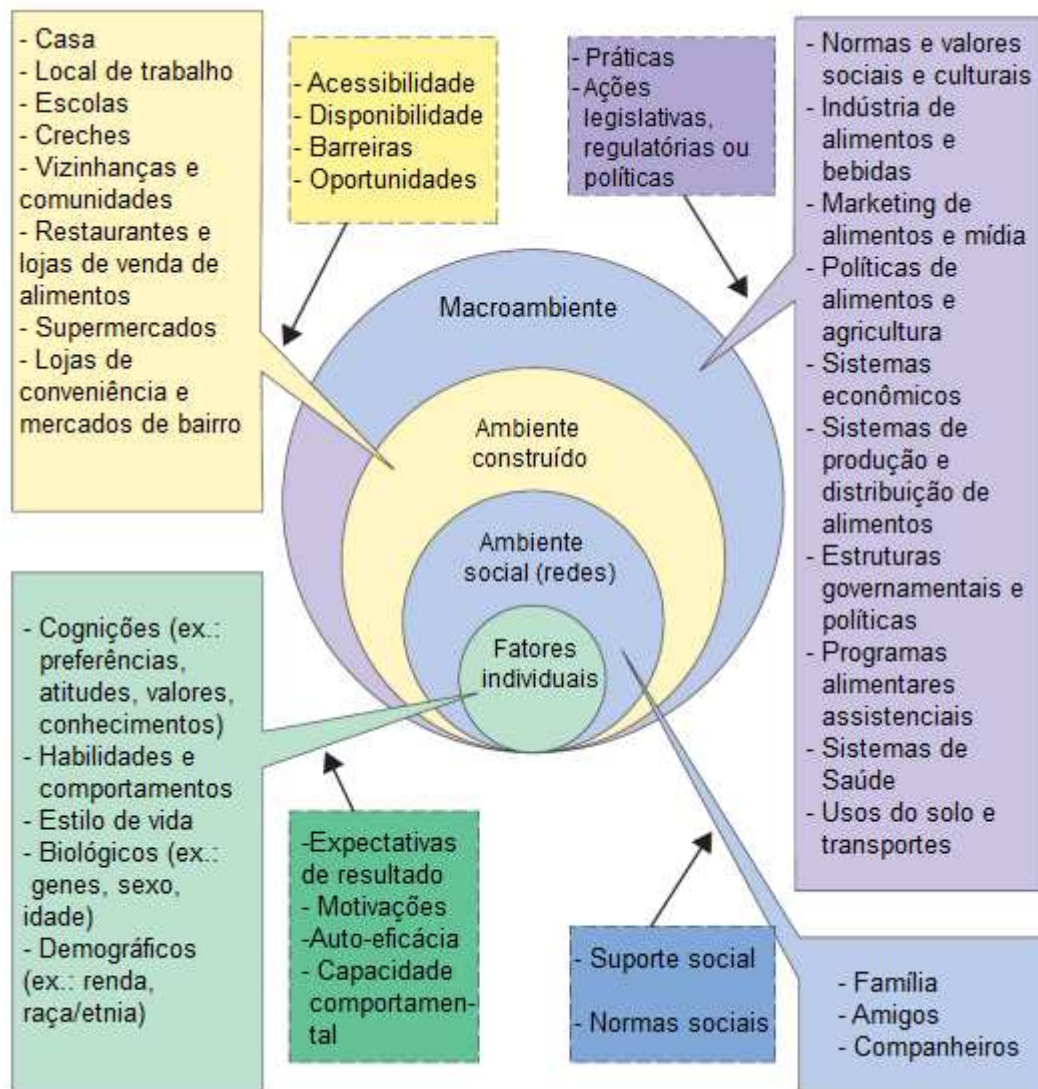 - Casa
- Local de trabalho
- Escolas
- Creches
- Vizinhanças e
comunidades
- Restaurantes e
lojas de venda de
alimentos
- Supermercados
- Lojas de
conveniência e
mercados de bairro
- Acessibilidade
- Disponibilidade
- Barreiras
- Oportunidades
- Práticas
- Ações
legislativas,
regulatórias ou
políticas
- Normas e valores
sociais e culturais
- Indústria de
alimentos e
bebidas
- Marketing de
alimentos e mídia
- Políticas de
alimentos e
agricultura
- Sistemas
econômicos
- Sistemas de
produção e
distribuição de
alimentos
- Estruturas
governamentais e
políticas
- Programas
alimentares
assistenciais
- Sistemas de
Saúde
- Usos do solo e
transportes
Macroambiente
Ambiente
construído
Ambiente
social (redes)
Fatores
individuais
- Cognições (ex.:
preferências,
atitudes, valores,
conhecimentos)
- Habilidades e
comportamentos
- Estilo de vida
- Biológicos (ex.:
genes, sexo,
idade)
- Demográficos
(ex.: renda,
raça/etnia)
-Expectativas
de resultado
- Motivações
-Auto-eficácia
- Capacidade
comportamen-
tal
- Suporte social
- Normas sociais
- Família
- Amigos
- Companheiros